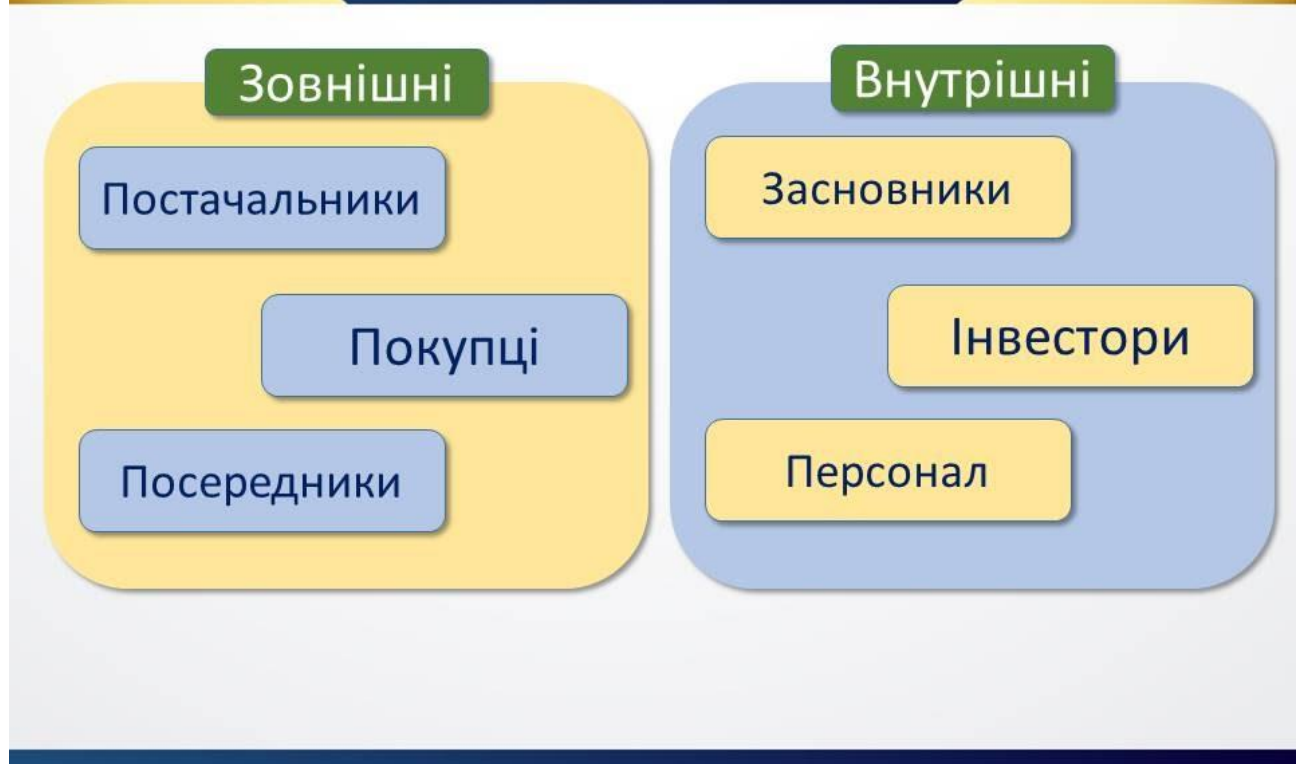 Зовнішні
Постачальники
Покупці
Посередники
Внутрішні
Засновники
Інвестори
Персонал